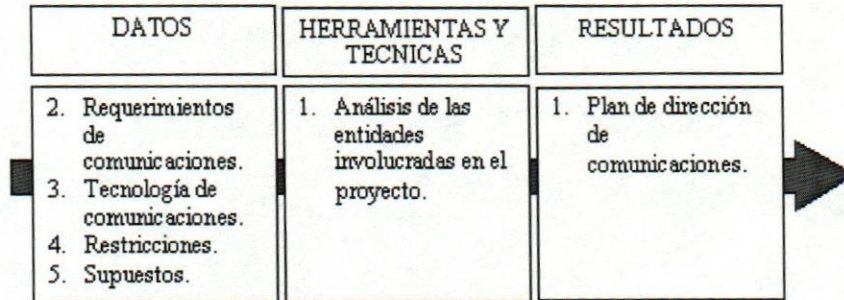 DATOS
HERRAMIENTAS Y
TECNICAS
RESULTADOS
2. Requerimientos
de
comunicaciones.
3. Tecnología de
comunicaciones.
4. Restricciones.
5. Supuestos.
1. Análisis de las
entidades
involucradas en el
proyecto.
1. Plan de dirección
de
comunicaciones.